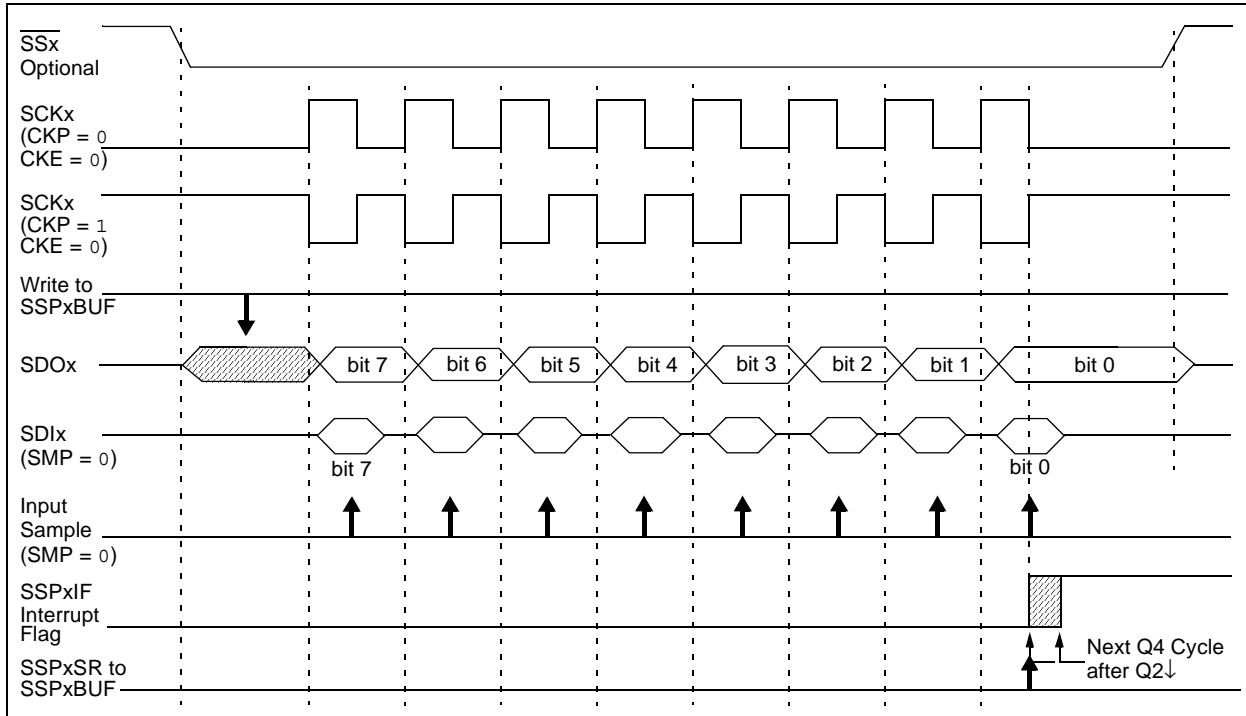 SSx
Optional
SCKx
(CKP = 0
CKE = 0)
SCKx
(CKP = 1
CKE = 0)
Write to
SSPxBUF
SDOx
bit 7
bit 6
bit 5
bit 4
bit 3
bit 2
bit 1
bit 0
SDIx
(SMP = 0)
bit 7
bit 0
Input
Sample
(SMP = 0)
SSPxIF
Interrupt
Flag
Next Q4 Cycle
after Q2↓
SSPxSR to
SSPxBUF